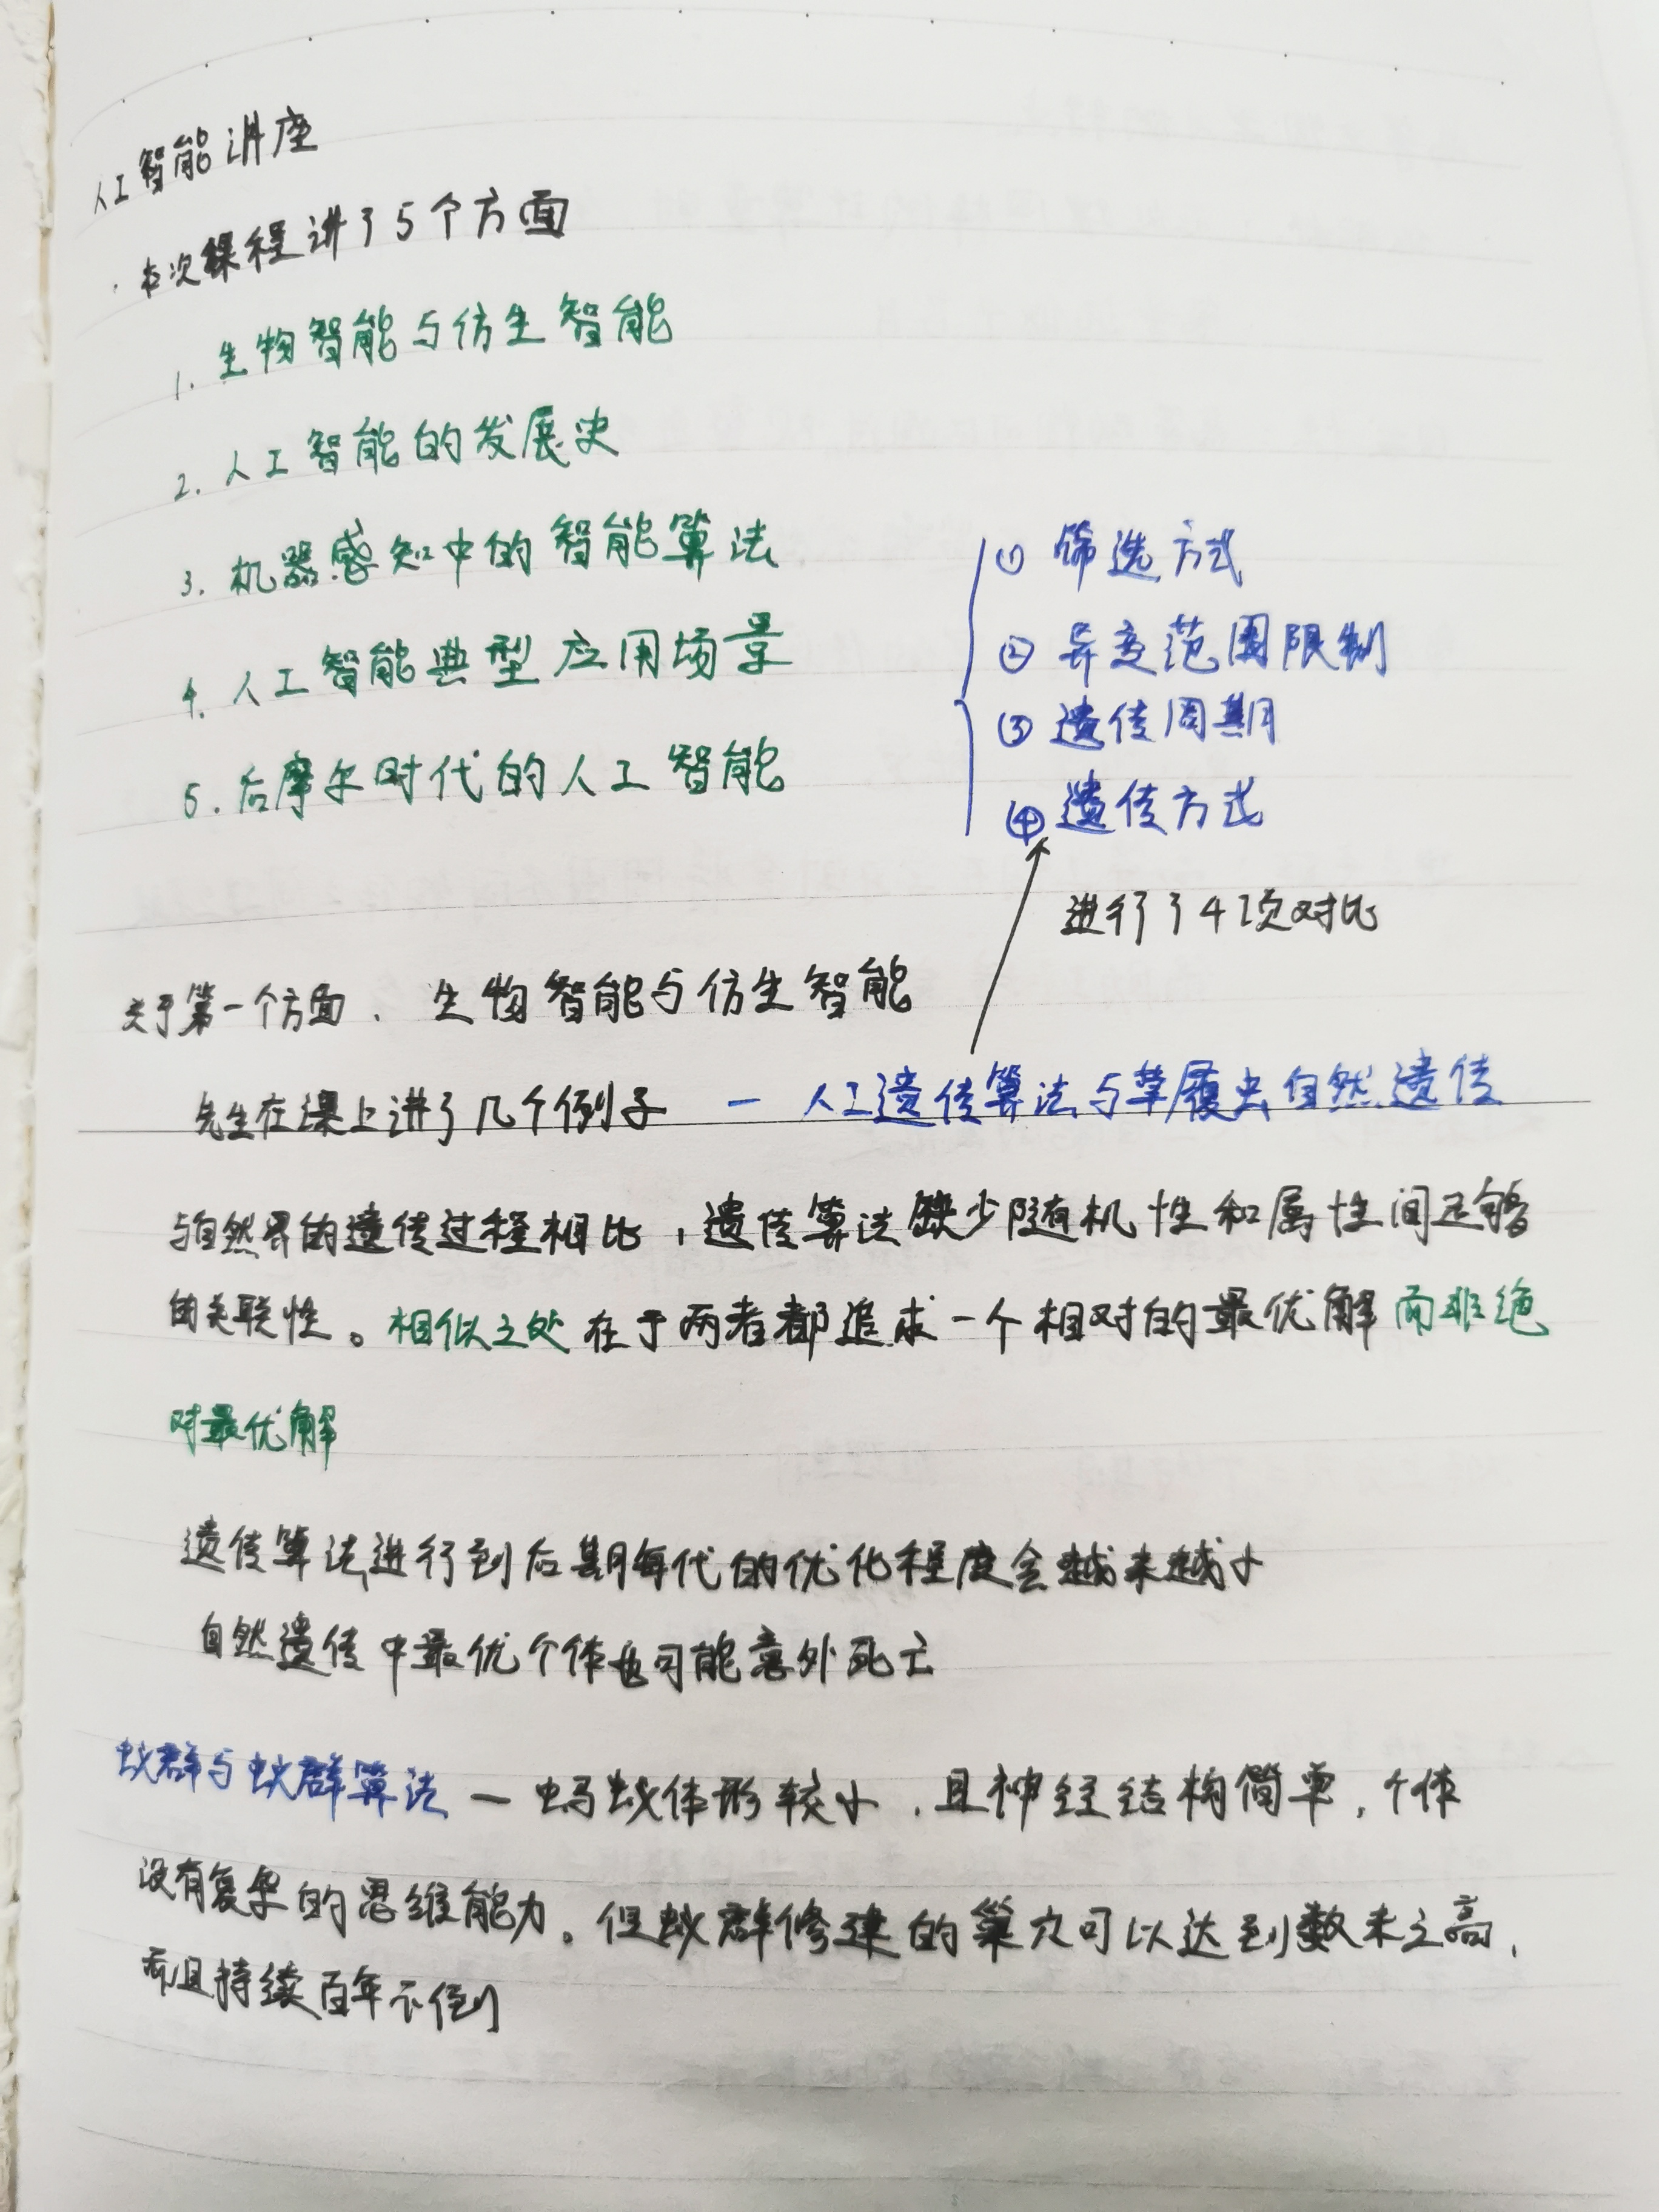 人工智能讲座
· 本次课程讲了5个方面
1. 生物智能与仿生智能
2. 人工智能的发展史
3. 机器感知中的智能算法
4. 人工智能典型应用场景
5. 后摩尔时代的人工智能
① 筛选方式
② 异变范围限制
③ 遗传周期
④ 遗传方式
进行了4项对比
关于第一个方面、生物智能与仿生智能
先生在课上讲了几个例子 — 人工遗传算法与草履虫自然遗传
与自然界的遗传过程相比,遗传算法缺少随机性和属性间足够
的关联性。相似之处在于两者都追求一个相对的最优解而非绝
对最优解
遗传算法进行到后期每代的优化程度会越来越小
自然遗传中最优个体也可能意外死亡
蚁群与蚁群算法 — 蚂蚁体形较小,且神经结构简单,个体
没有复杂的思维能力。但蚁群修建的巢穴可以达到数米之高,
而且持续百年不倒